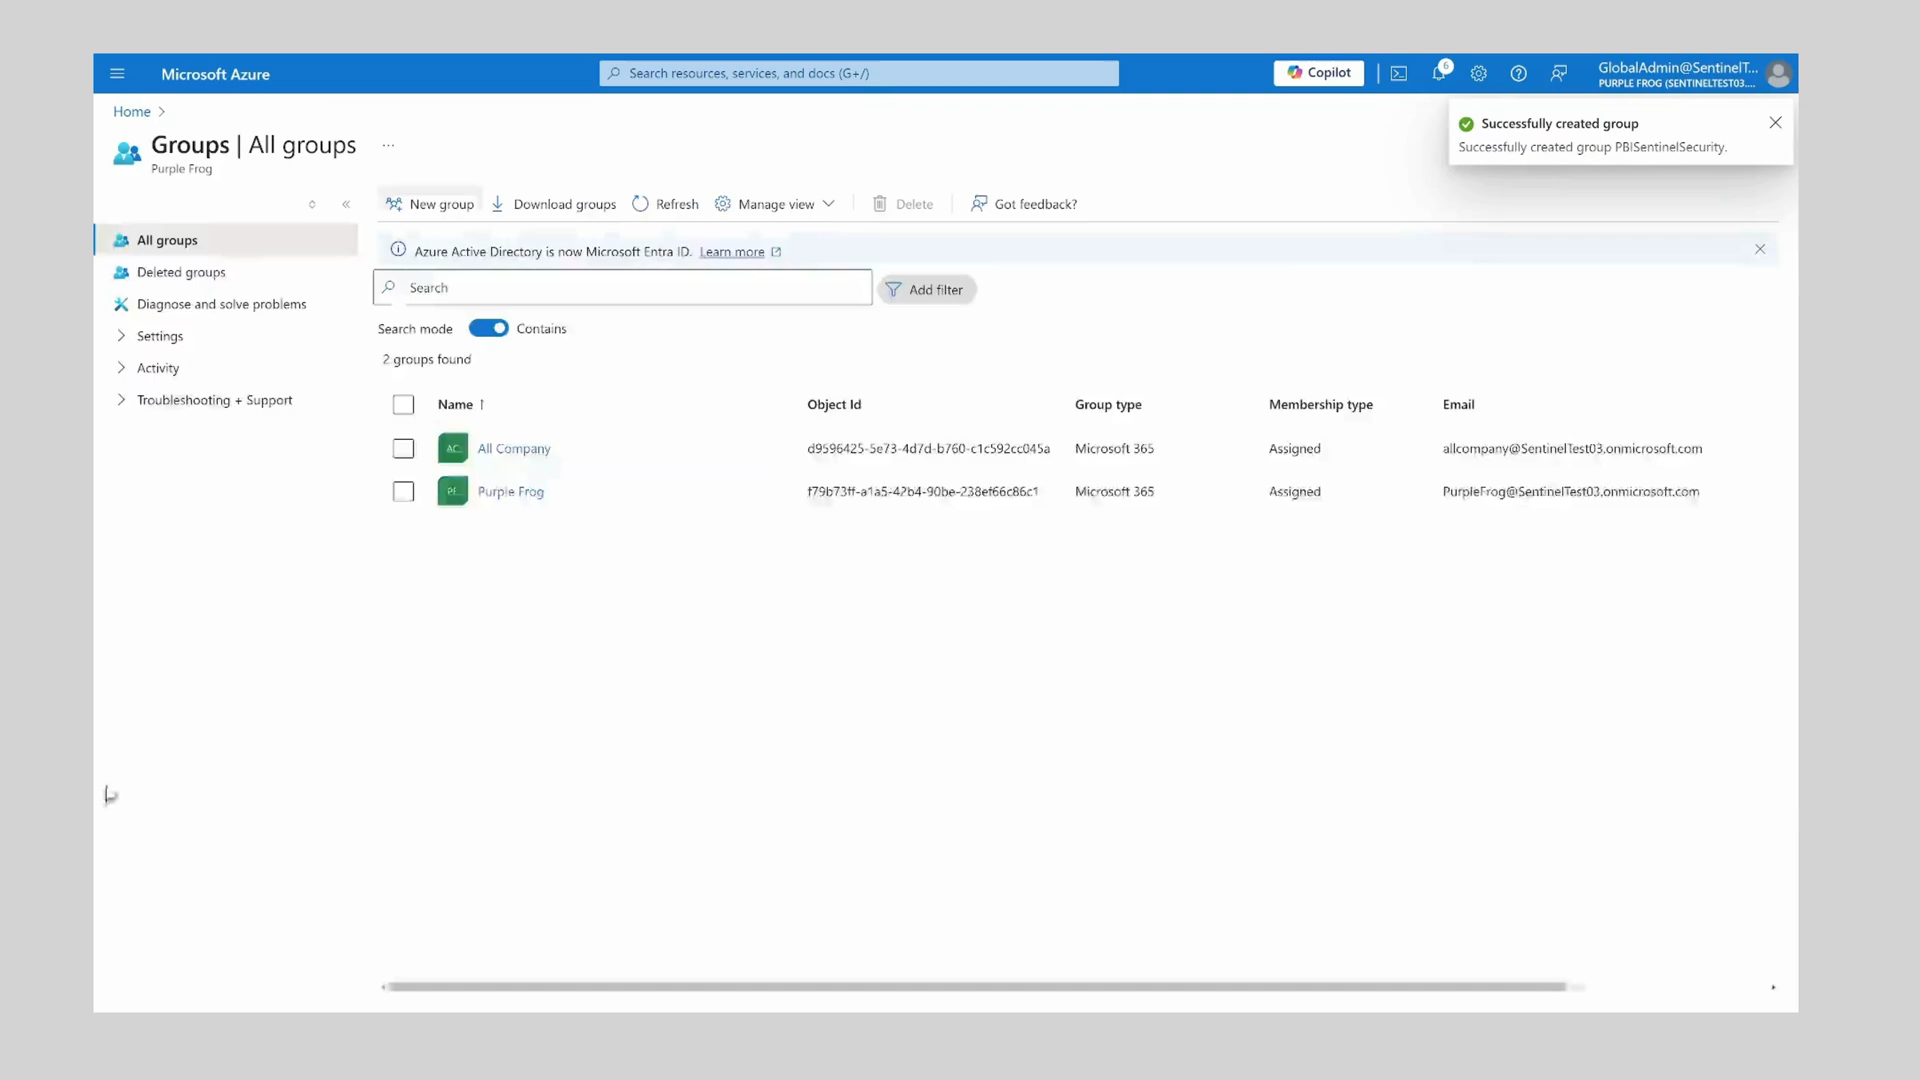 Microsoft Azure
Search resources, services, and docs (G+/)
Copilot
6
GlobalAdmin@SentinelT...
PURPLE FROG (SENTINELTEST03....
Home
Groups | All groups
...
Purple Frog
Successfully created group
Successfully created group PBISentinelSecurity.
New group
Download groups
Refresh
Manage view
Delete
Got feedback?
All groups
Deleted groups
Diagnose and solve problems
Settings
Activity
Troubleshooting + Support
Azure Active Directory is now Microsoft Entra ID. Learn more
Search
Add filter
Search mode
Contains
2 groups found
Name ↑
Object Id
Group type
Membership type
Email
AC
All Company
d9596425-5e73-4d7d-b760-c1c592cc045a
Microsoft 365
Assigned
allcompany@SentinelTest03.onmicrosoft.com
Purple Frog
f79b73ff-a1a5-42b4-90be-238ef66c86c1
Microsoft 365
Assigned
PurpleFrog@SentinelTest03.onmicrosoft.com